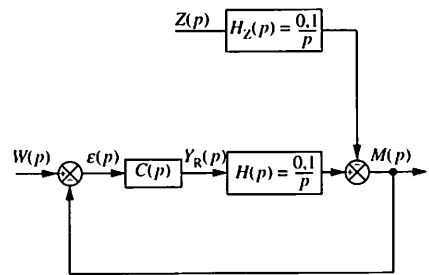 Z(p)
H_Z(p) = 0,1/p
W(p)
+
−
ε(p)
C(p)
Y_R(p)
H(p) = 0,1/p
−
+
M(p)